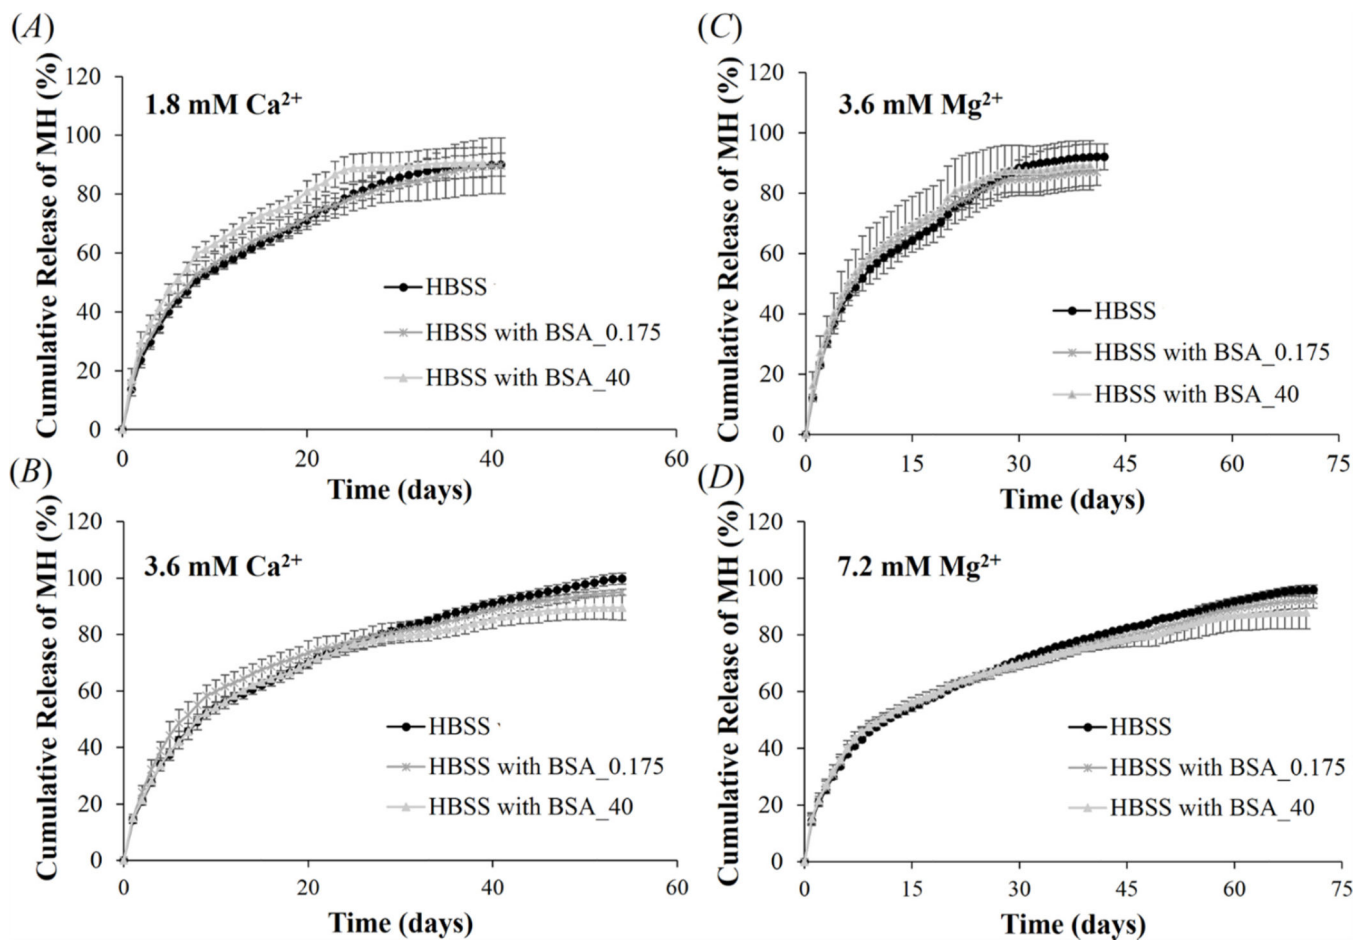 (A)
Cumulative Release of MH (%)
120
100
80
60
40
20
0
1.8 mM Ca²⁺
HBSS
HBSS with BSA_0.175
HBSS with BSA_40
0 20 40 60
Time (days)
(B)
Cumulative Release of MH (%)
120
100
80
60
40
20
0
3.6 mM Ca²⁺
HBSS
HBSS with BSA_0.175
HBSS with BSA_40
0 20 40 60
Time (days)
(C)
Cumulative Release of MH (%)
120
100
80
60
40
20
0
3.6 mM Mg²⁺
HBSS
HBSS with BSA_0.175
HBSS with BSA_40
0 15 30 45 60 75
Time (days)
(D)
Cumulative Release of MH (%)
120
100
80
60
40
20
0
7.2 mM Mg²⁺
HBSS
HBSS with BSA_0.175
HBSS with BSA_40
0 15 30 45 60 75
Time (days)